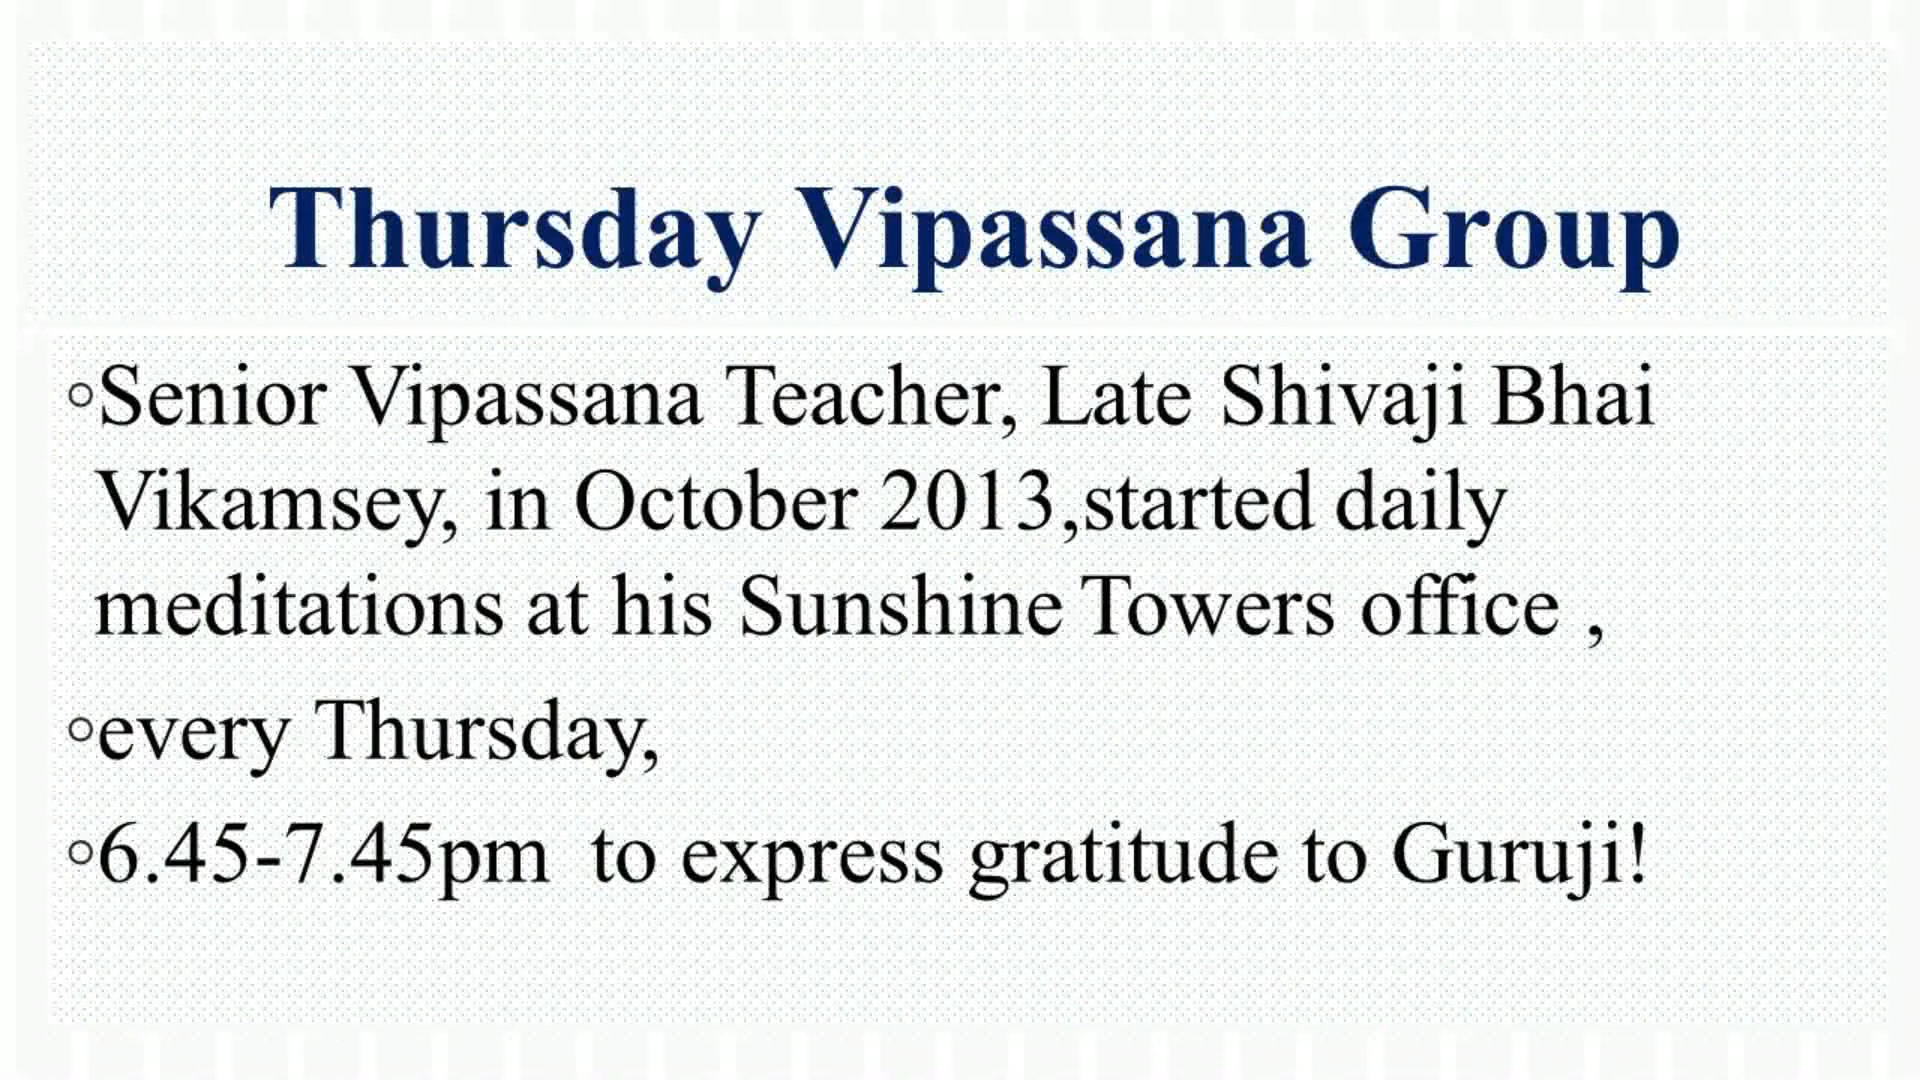 Thursday Vipassana Group
◦Senior Vipassana Teacher, Late Shivaji Bhai
Vikamsey, in October 2013,started daily
meditations at his Sunshine Towers office ,
◦every Thursday,
◦6.45-7.45pm  to express gratitude to Guruji!